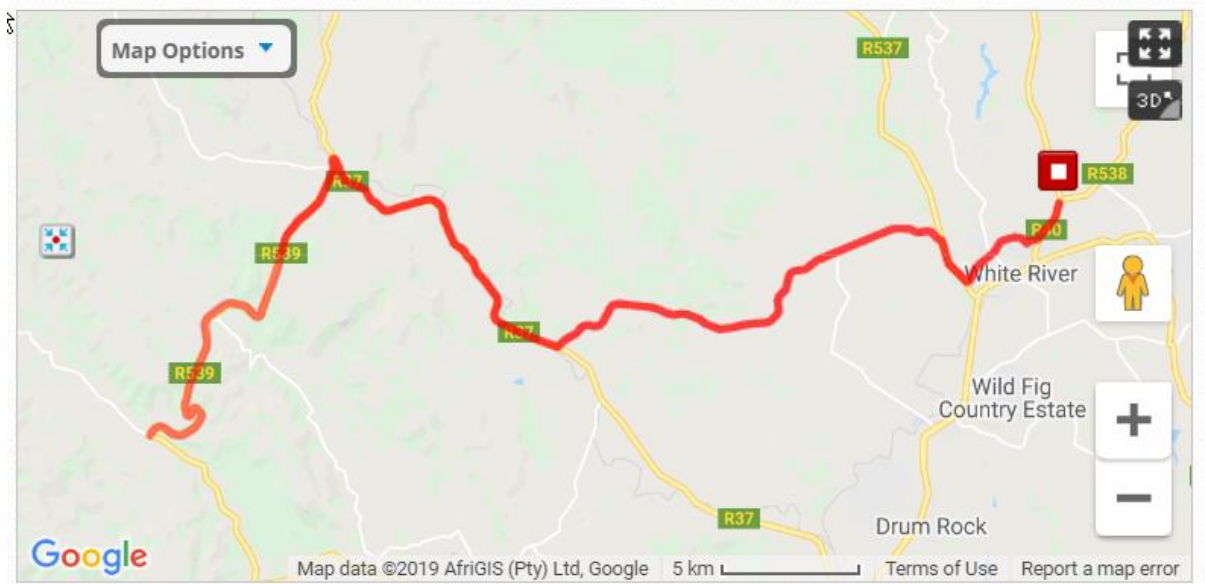 Map Options
R537
3D
R538
R37
R539
R40
White River
R37
R539
Wild Fig
Country Estate
R37
Drum Rock
Google
Map data ©2019 AfriGIS (Pty) Ltd, Google 5 km Terms of Use Report a map error